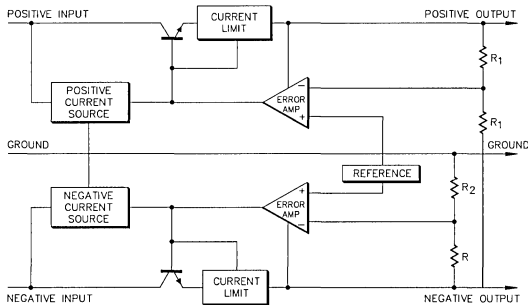 POSITIVE INPUT
CURRENT
LIMIT
POSITIVE OUTPUT
R1
POSITIVE
CURRENT
SOURCE
−
ERROR
AMP
+
R1
GROUND
GROUND
REFERENCE
NEGATIVE
CURRENT
SOURCE
+
ERROR
AMP
−
R2
R
CURRENT
LIMIT
NEGATIVE INPUT
NEGATIVE OUTPUT